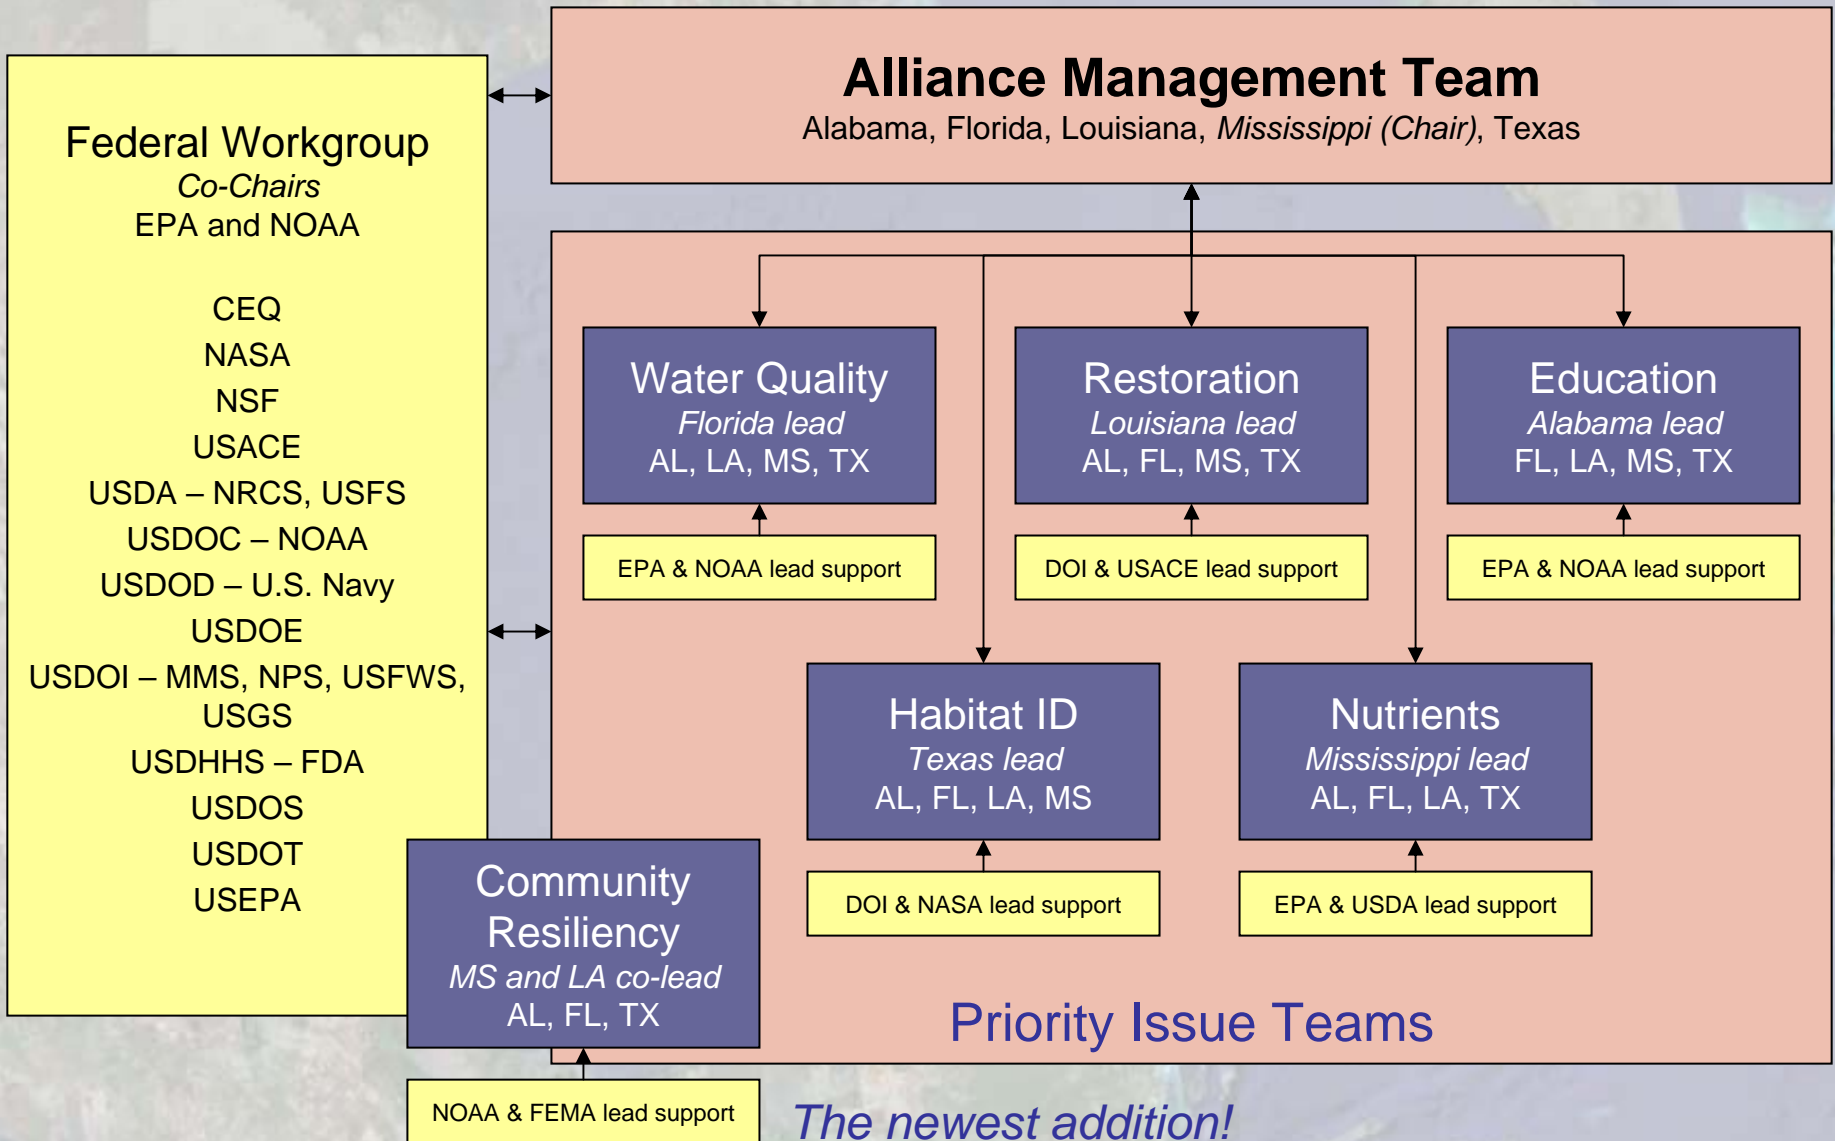 Alliance Management Team
Alabama, Florida, Louisiana, Mississippi (Chair), Texas
Federal Workgroup
Co-Chairs
EPA and NOAA
CEQ
NASA
NSF
USACE
USDA – NRCS, USFS
USDOC – NOAA
USDOD – U.S. Navy
USDOE
USDOI – MMS, NPS, USFWS,
USGS
USDHHS – FDA
USDOS
USDOT
USEPA
Water Quality
Florida lead
AL, LA, MS, TX
EPA & NOAA lead support
Restoration
Louisiana lead
AL, FL, MS, TX
DOI & USACE lead support
Education
Alabama lead
FL, LA, MS, TX
EPA & NOAA lead support
Habitat ID
Texas lead
AL, FL, LA, MS
DOI & NASA lead support
Nutrients
Mississippi lead
AL, FL, LA, TX
EPA & USDA lead support
Community
Resiliency
MS and LA co-lead
AL, FL, TX
NOAA & FEMA lead support
Priority Issue Teams
The newest addition!